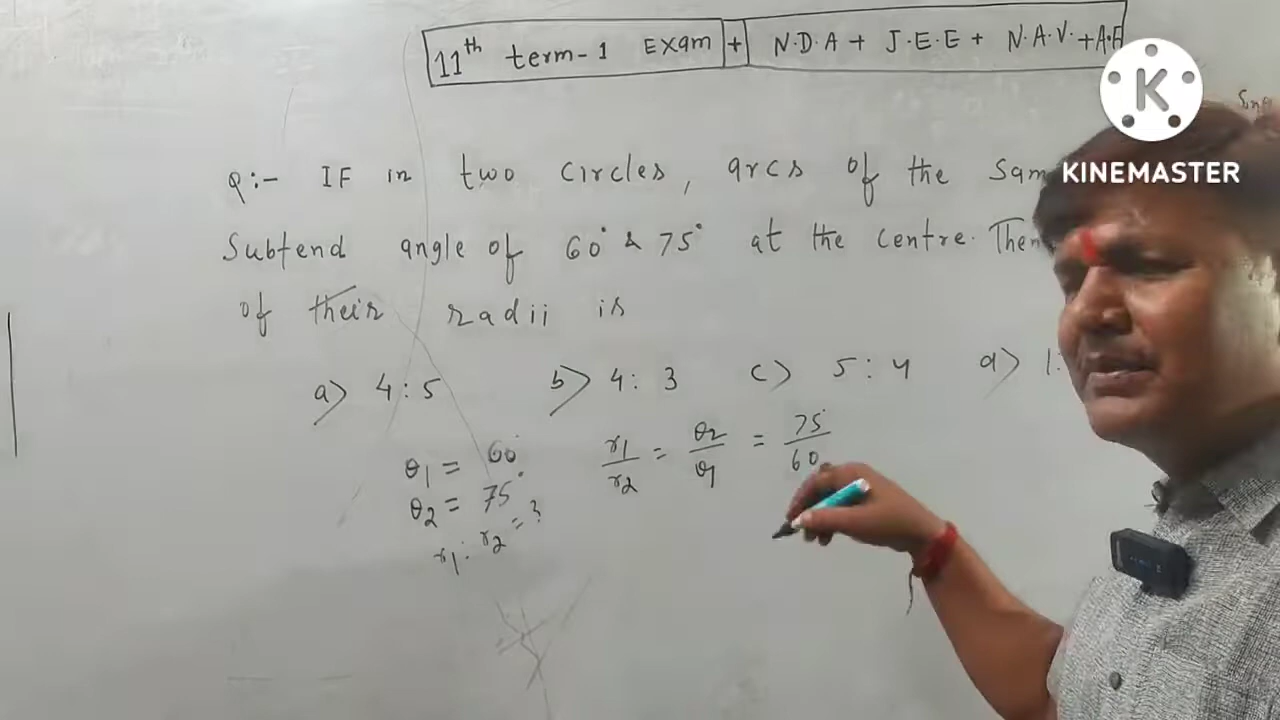 11th term-1 Exam + N.D.A + J.E.E + N.A.V. + A.F
K
KINEMASTER
Q:- IF in two circles, arcs of the Sam
Subtend angle of 60° & 75° at the centre. Then
of their radii is
a) 4:5 b) 4:3 c) 5:4 d) 1:
θ1 = 60° r1/r2 = θ2/θ1 = 75°/60
θ2 = 75°
r1:r2 = ?